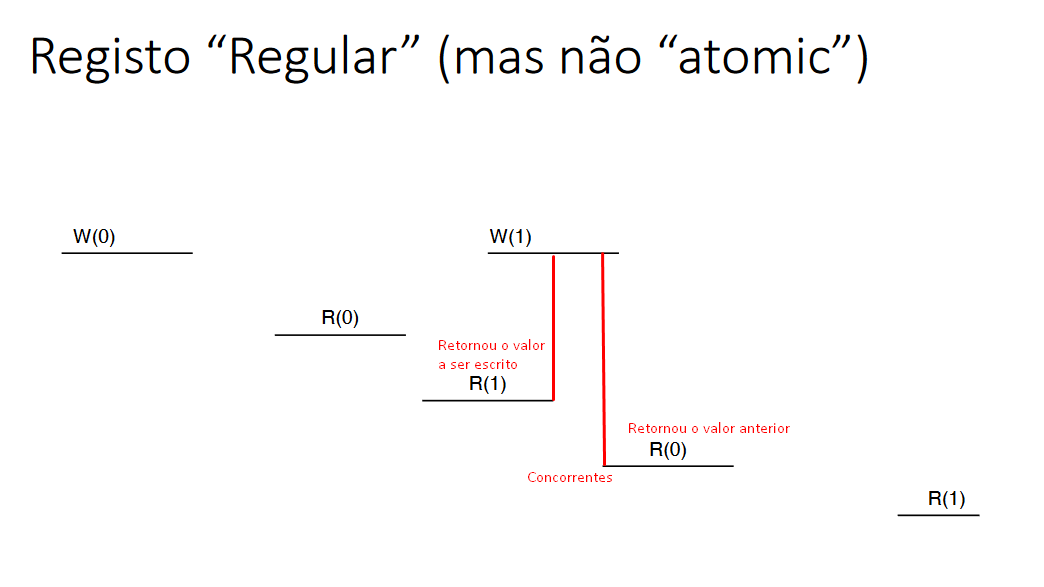 Registo “Regular” (mas não “atomic”)
W(0)
W(1)
R(0)
Retornou o valor
a ser escrito
R(1)
Retornou o valor anterior
R(0)
Concorrentes
R(1)